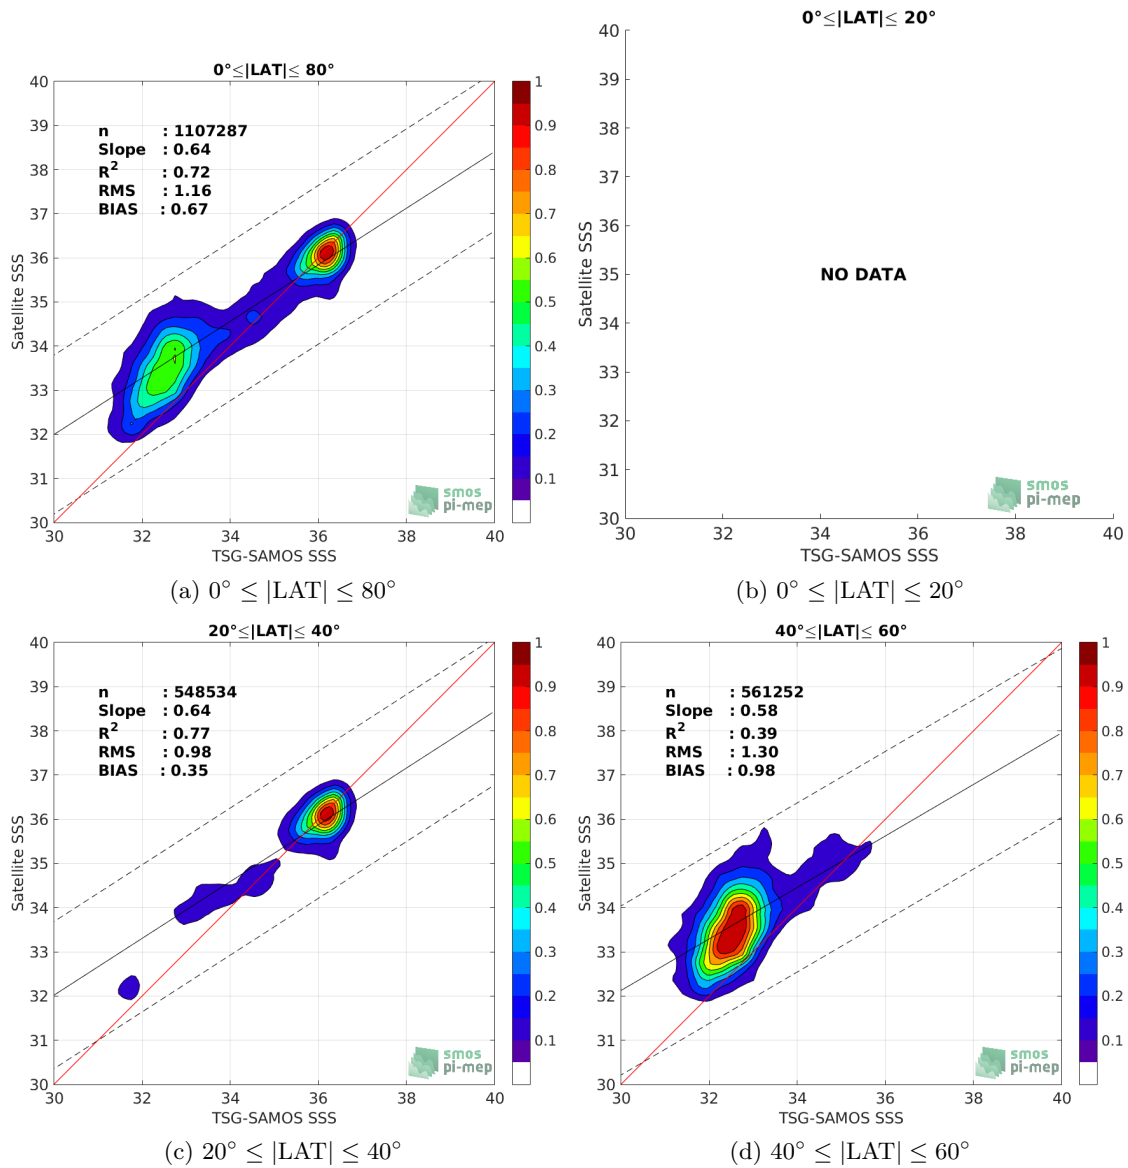 0°≤|LAT|≤ 80°
n : 1107287
Slope : 0.64
R² : 0.72
RMS : 1.16
BIAS : 0.67
40
39
38
37
36
35
34
33
32
31
30
Satellite SSS
30 32 34 36 38 40
TSG-SAMOS SSS
1
0.9
0.8
0.7
0.6
0.5
0.4
0.3
0.2
0.1
smos
pi-mep
(a) 0° ≤ |LAT| ≤ 80°
0°≤|LAT|≤ 20°
40
39
38
37
36
35
34
33
32
31
30
Satellite SSS
NO DATA
30 32 34 36 38 40
TSG-SAMOS SSS
smos
pi-mep
(b) 0° ≤ |LAT| ≤ 20°
20°≤|LAT|≤ 40°
n : 548534
Slope : 0.64
R² : 0.77
RMS : 0.98
BIAS : 0.35
40
39
38
37
36
35
34
33
32
31
30
Satellite SSS
30 32 34 36 38 40
TSG-SAMOS SSS
1
0.9
0.8
0.7
0.6
0.5
0.4
0.3
0.2
0.1
smos
pi-mep
(c) 20° ≤ |LAT| ≤ 40°
40°≤|LAT|≤ 60°
n : 561252
Slope : 0.58
R² : 0.39
RMS : 1.30
BIAS : 0.98
40
39
38
37
36
35
34
33
32
31
30
Satellite SSS
30 32 34 36 38 40
TSG-SAMOS SSS
1
0.9
0.8
0.7
0.6
0.5
0.4
0.3
0.2
0.1
smos
pi-mep
(d) 40° ≤ |LAT| ≤ 60°